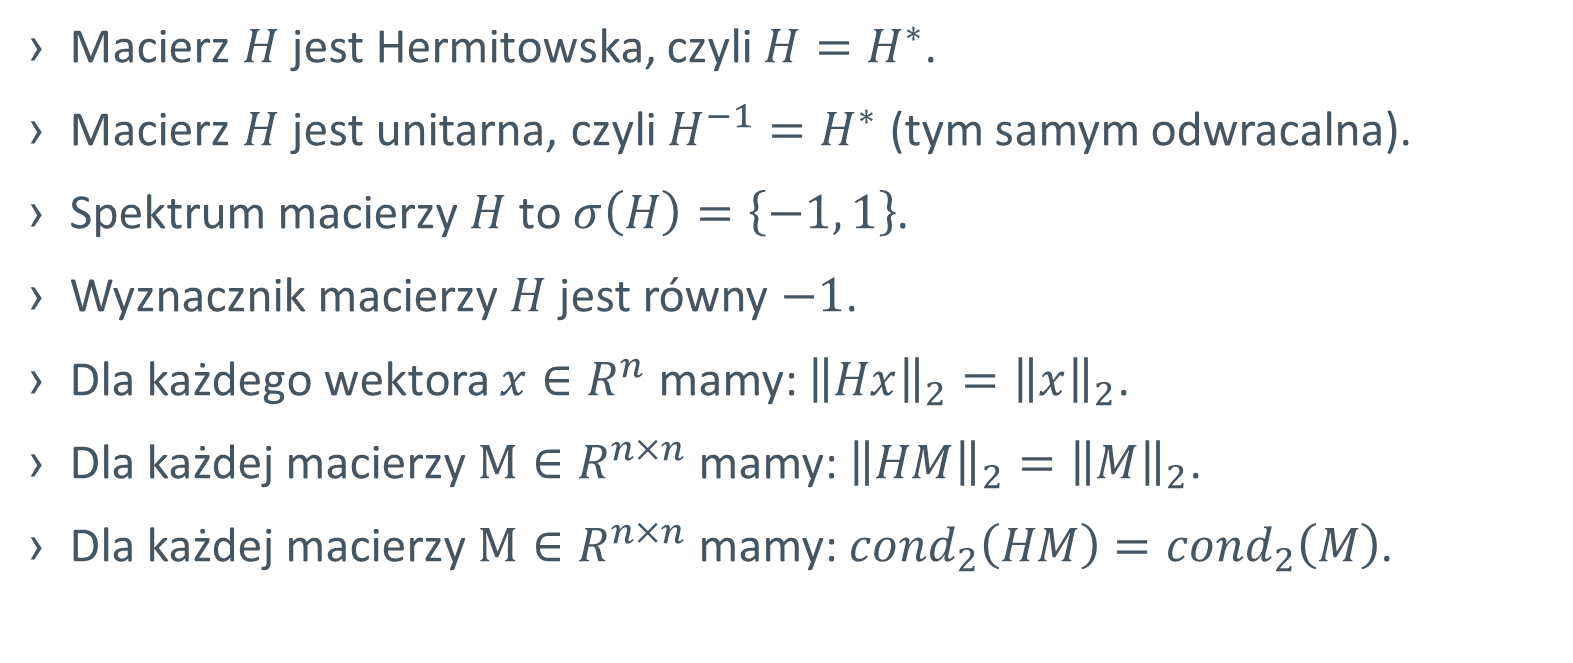 › Macierz H jest Hermitowska, czyli H = H*.
› Macierz H jest unitarna, czyli H⁻¹ = H* (tym samym odwracalna).
› Spektrum macierzy H to σ(H) = {−1, 1}.
› Wyznacznik macierzy H jest równy −1.
› Dla każdego wektora x ∈ Rⁿ mamy: ‖Hx‖₂ = ‖x‖₂.
› Dla każdej macierzy M ∈ Rⁿˣⁿ mamy: ‖HM‖₂ = ‖M‖₂.
› Dla każdej macierzy M ∈ Rⁿˣⁿ mamy: cond₂(HM) = cond₂(M).